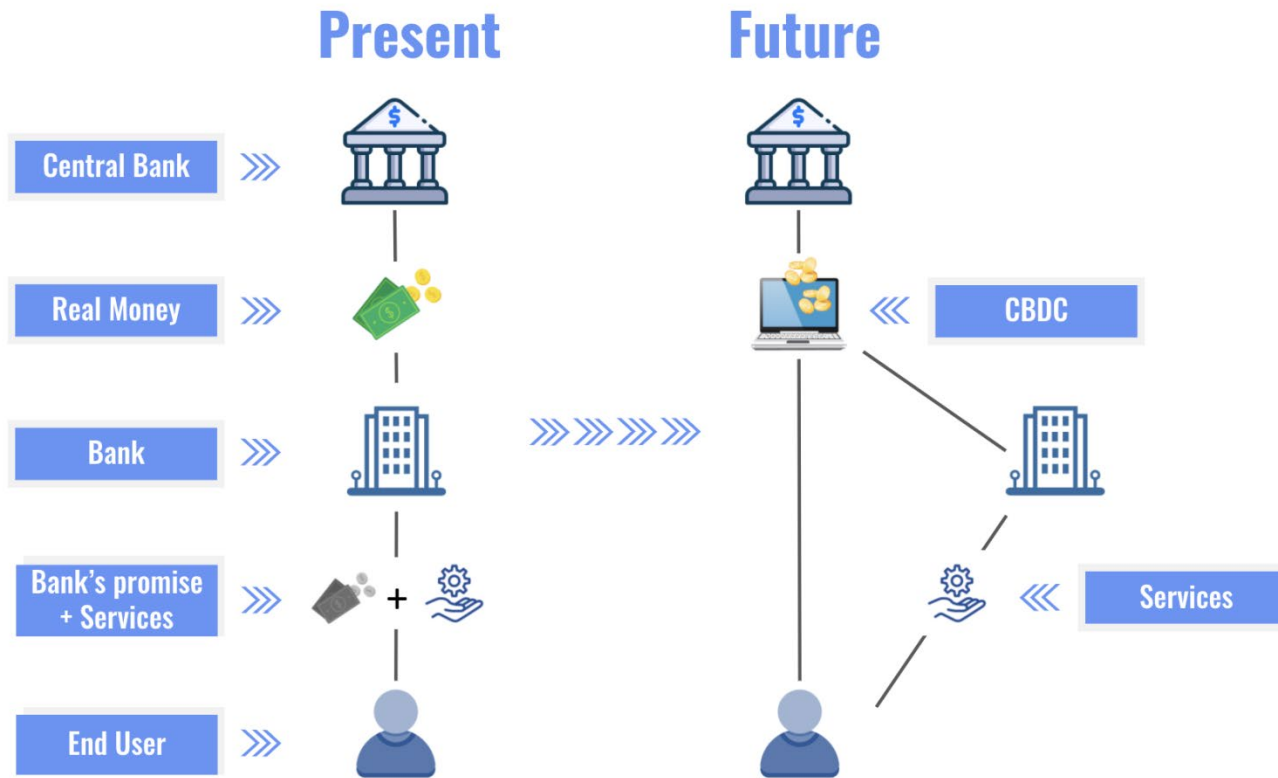 Present
Future
Central Bank
Real Money
CBDC
Bank
Bank's promise
+ Services
+
Services
End User